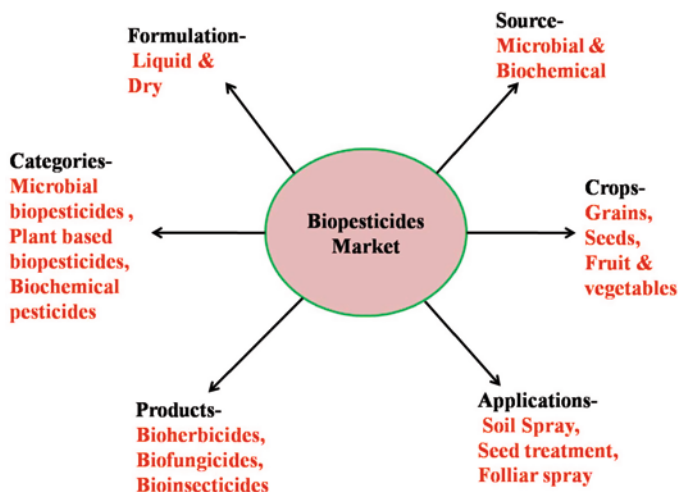 Formulation-
Liquid &
Dry
Source-
Microbial &
Biochemical
Categories-
Microbial
biopesticides ,
Plant based
biopesticides,
Biochemical
pesticides
Biopesticides
Market
Crops-
Grains,
Seeds,
Fruit &
vegetables
Products-
Bioherbicides,
Biofungicides,
Bioinsecticides
Applications-
Soil Spray,
Seed treatment,
Folliar spray